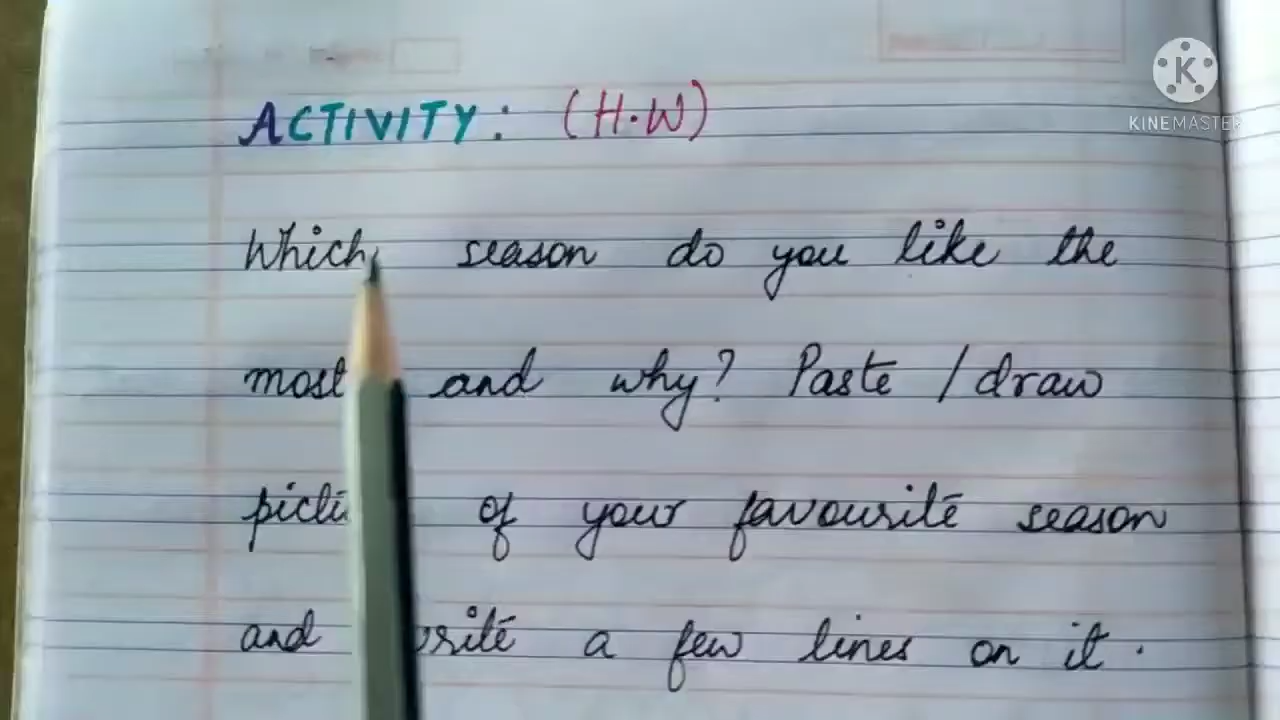 ACTIVITY: (H.W)
Which season do you like the
most and why? Paste / draw
of your favourite season
and a few lines on it.
K
KINEMASTER